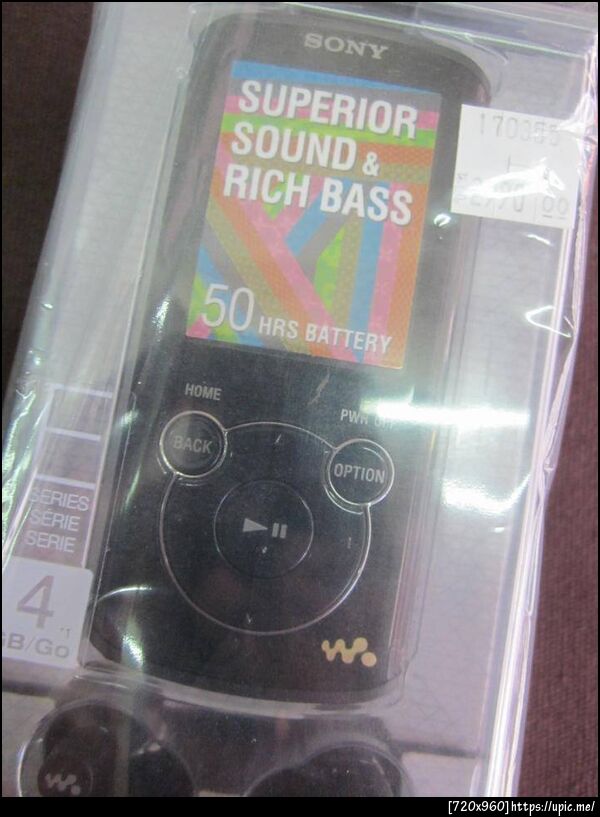 SONY
SUPERIOR
SOUND &
RICH BASS
50 HRS BATTERY
HOME
BACK
OPTION
SERIES
SÉRIE
SERIE
4
GB/Go
[720x960]https://upic.me/